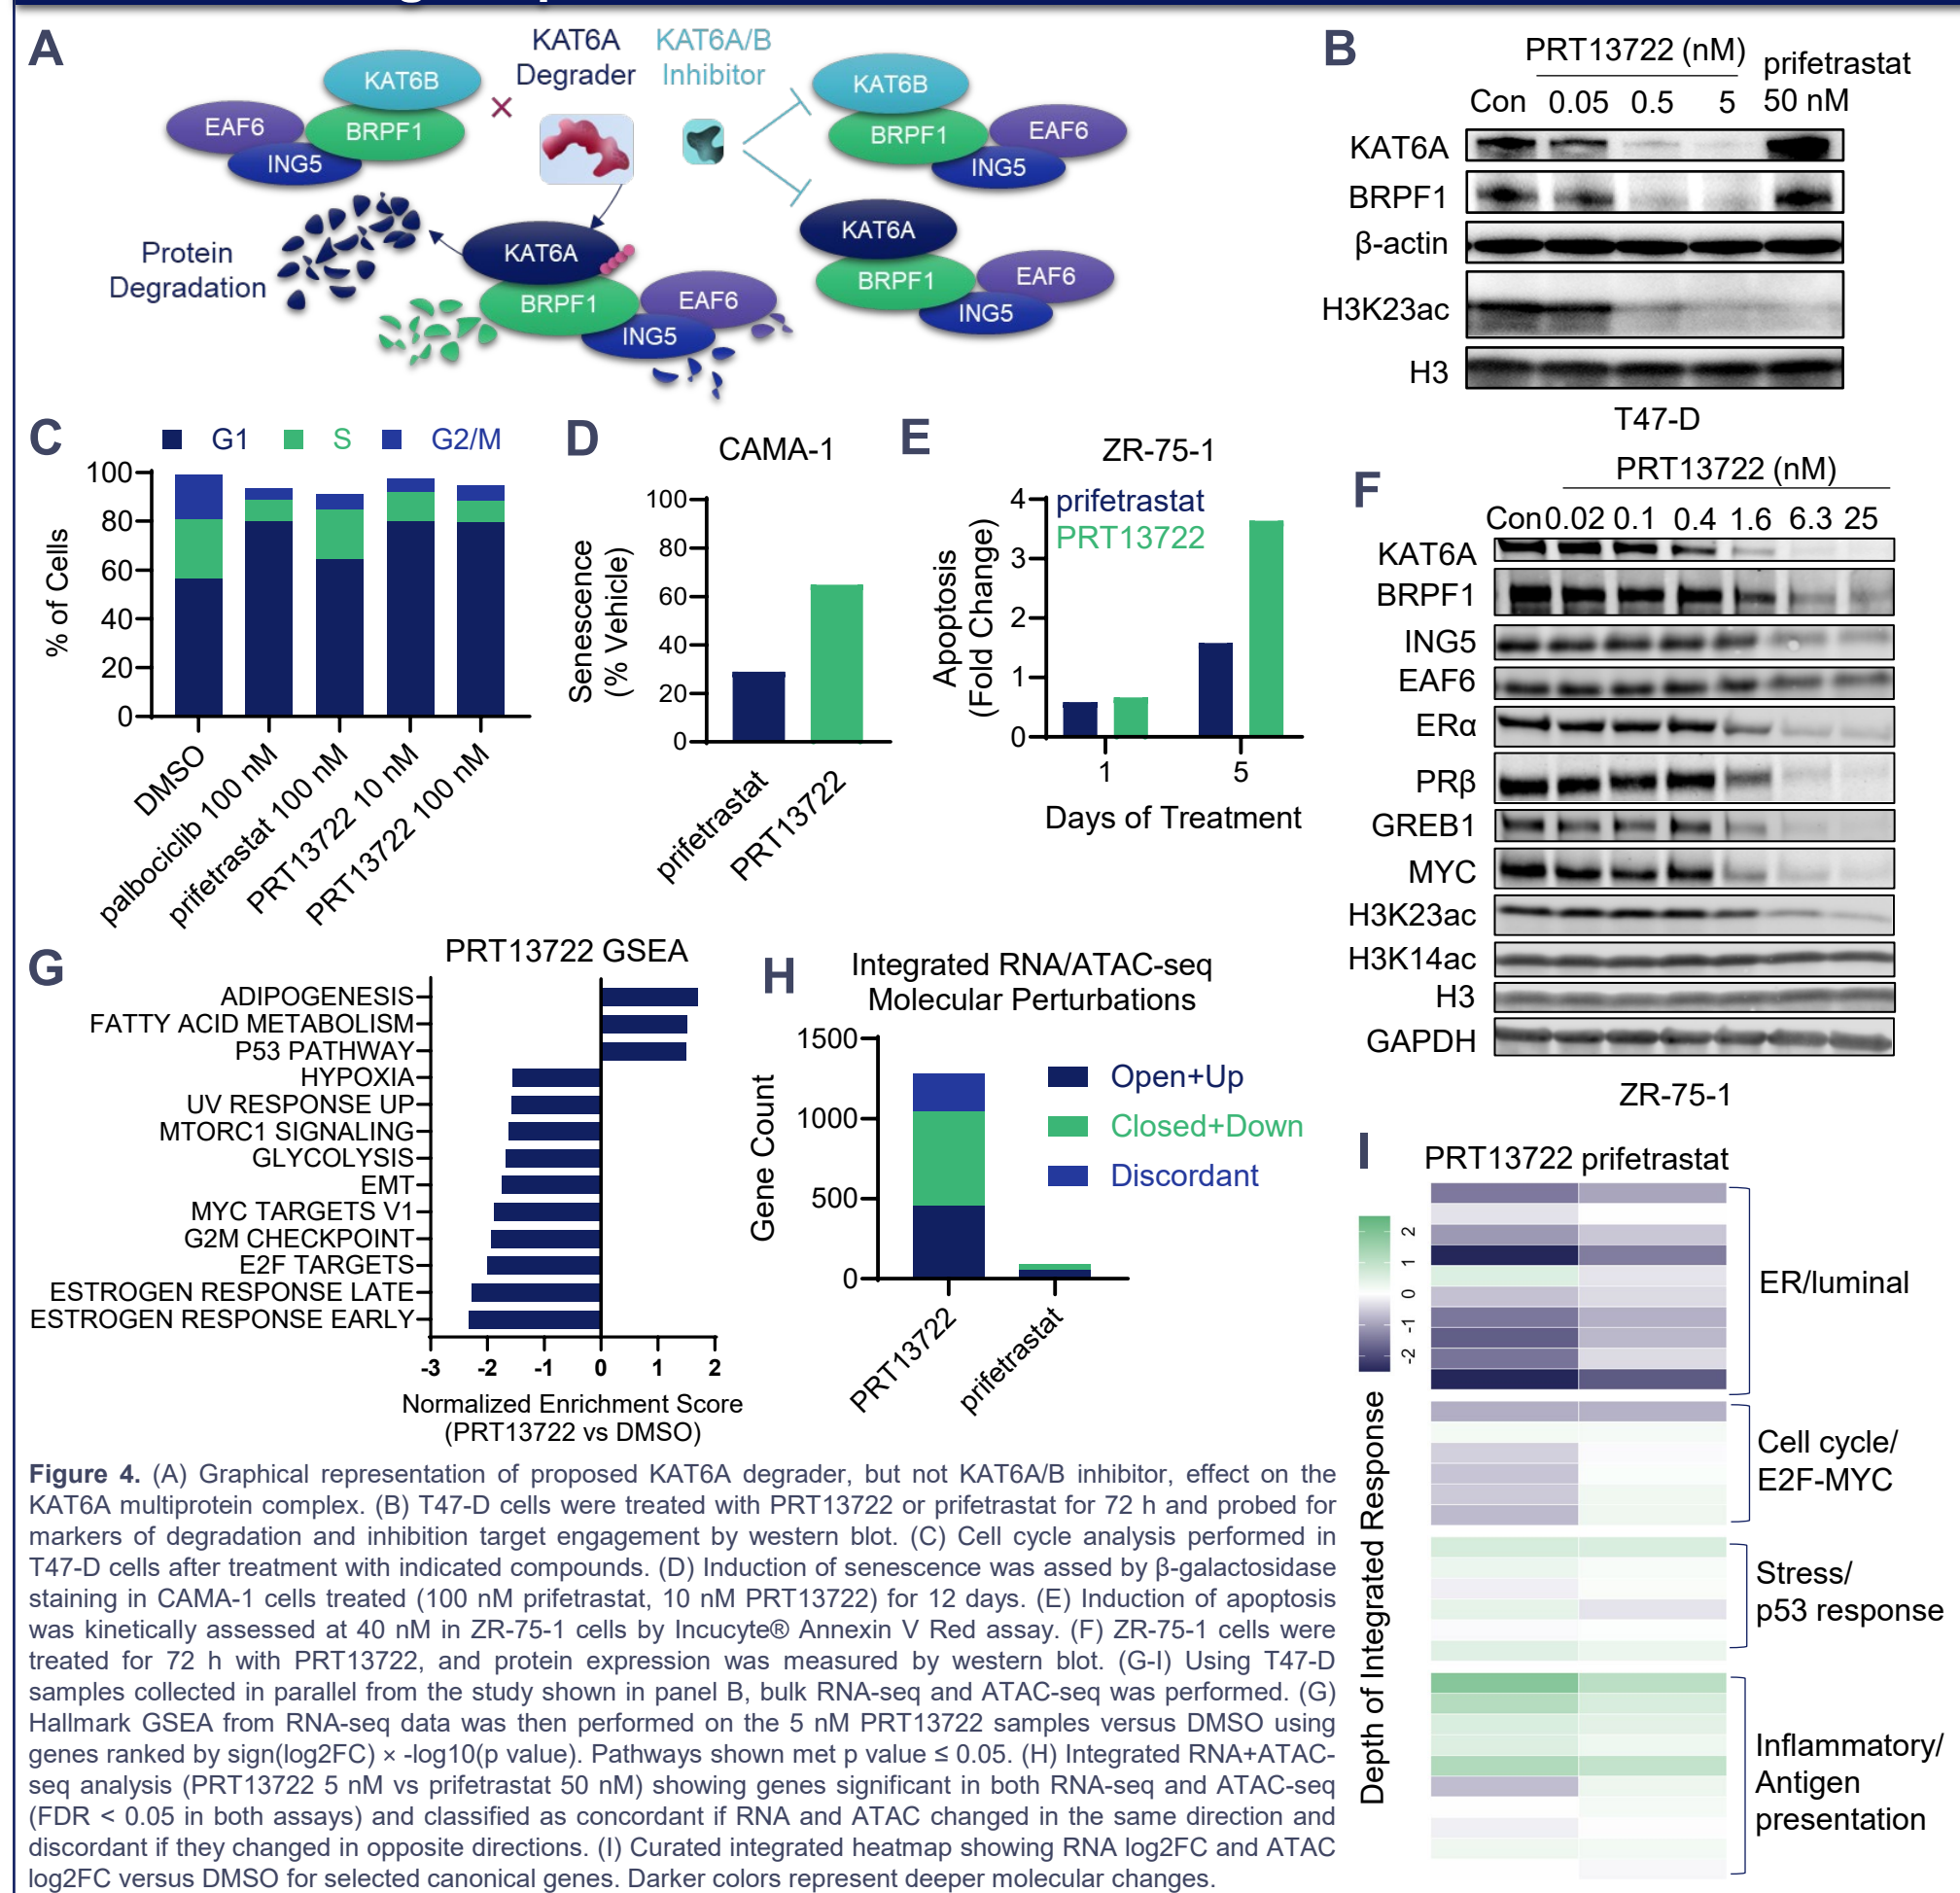 A
KAT6A
Degrader
KAT6A/B
Inhibitor
KAT6B
EAF6
BRPF1
ING5
KAT6B
BRPF1
EAF6
ING5
Protein
Degradation
KAT6A
BRPF1
EAF6
ING5
KAT6A
BRPF1
EAF6
ING5
B
PRT13722 (nM)
prifetrastat
50 nM
Con 0.05 0.5 5
KAT6A
BRPF1
β-actin
H3K23ac
H3
T47-D
C
G1 S G2/M
% of Cells
100
80
60
40
20
0
DMSO
palbociclib 100 nM
prifetrastat 100 nM
PRT13722 10 nM
PRT13722 100 nM
D
CAMA-1
Senescence
(% Vehicle)
100
80
60
40
20
0
prifetrastat
PRT13722
E
ZR-75-1
prifetrastat
PRT13722
Apoptosis
(Fold Change)
4
3
2
1
0
1 5
Days of Treatment
F
PRT13722 (nM)
Con 0.02 0.1 0.4 1.6 6.3 25
KAT6A
BRPF1
ING5
EAF6
ERα
PRβ
GREB1
MYC
H3K23ac
H3K14ac
H3
GAPDH
ZR-75-1
G
PRT13722 GSEA
ADIPOGENESIS
FATTY ACID METABOLISM
P53 PATHWAY
HYPOXIA
UV RESPONSE UP
MTORC1 SIGNALING
GLYCOLYSIS
EMT
MYC TARGETS V1
G2M CHECKPOINT
E2F TARGETS
ESTROGEN RESPONSE LATE
ESTROGEN RESPONSE EARLY
-3 -2 -1 0 1 2
Normalized Enrichment Score
(PRT13722 vs DMSO)
H
Integrated RNA/ATAC-seq
Molecular Perturbations
Gene Count
1500
1000
500
0
Open+Up
Closed+Down
Discordant
PRT13722
prifetrastat
I
PRT13722 prifetrastat
2
1
0
-1
-2
Depth of Integrated Response
ER/luminal
Cell cycle/
E2F-MYC
Stress/
p53 response
Inflammatory/
Antigen
presentation
Figure 4. (A) Graphical representation of proposed KAT6A degrader, but not KAT6A/B inhibitor, effect on the
KAT6A multiprotein complex. (B) T47-D cells were treated with PRT13722 or prifetrastat for 72 h and probed for
markers of degradation and inhibition target engagement by western blot. (C) Cell cycle analysis performed in
T47-D cells after treatment with indicated compounds. (D) Induction of senescence was assed by β-galactosidase
staining in CAMA-1 cells treated (100 nM prifetrastat, 10 nM PRT13722) for 12 days. (E) Induction of apoptosis
was kinetically assessed at 40 nM in ZR-75-1 cells by Incucyte® Annexin V Red assay. (F) ZR-75-1 cells were
treated for 72 h with PRT13722, and protein expression was measured by western blot. (G-I) Using T47-D
samples collected in parallel from the study shown in panel B, bulk RNA-seq and ATAC-seq was performed. (G)
Hallmark GSEA from RNA-seq data was then performed on the 5 nM PRT13722 samples versus DMSO using
genes ranked by sign(log2FC) × -log10(p value). Pathways shown met p value ≤ 0.05. (H) Integrated RNA+ATAC-
seq analysis (PRT13722 5 nM vs prifetrastat 50 nM) showing genes significant in both RNA-seq and ATAC-seq
(FDR < 0.05 in both assays) and classified as concordant if RNA and ATAC changed in the same direction and
discordant if they changed in opposite directions. (I) Curated integrated heatmap showing RNA log2FC and ATAC
log2FC versus DMSO for selected canonical genes. Darker colors represent deeper molecular changes.